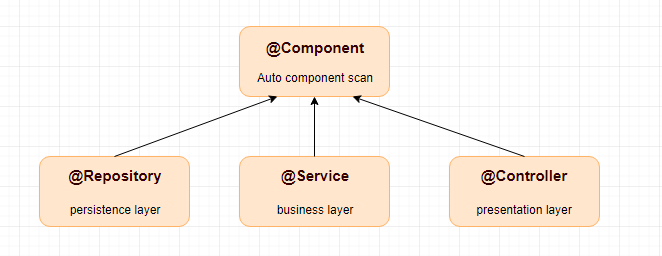 @Component
Auto component scan
@Repository
persistence layer
@Service
business layer
@Controller
presentation layer